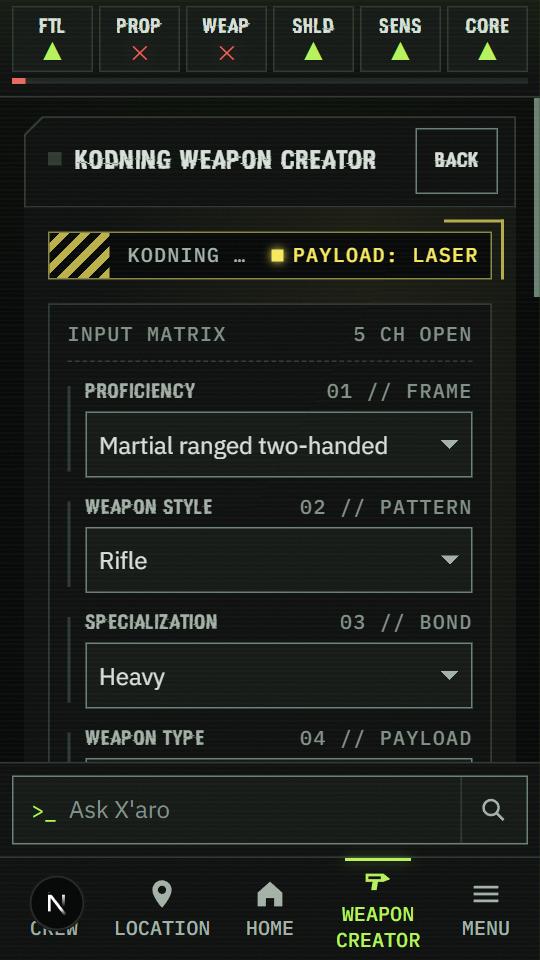 FTL PROP WEAP SHLD SENS CORE
KODNING WEAPON CREATOR BACK
KODNING … PAYLOAD: LASER
INPUT MATRIX 5 CH OPEN
PROFICIENCY 01 // FRAME
Martial ranged two-handed
WEAPON STYLE 02 // PATTERN
Rifle
SPECIALIZATION 03 // BOND
Heavy
WEAPON TYPE 04 // PAYLOAD
>_ Ask X'aro
N
CREW LOCATION HOME WEAPON CREATOR MENU